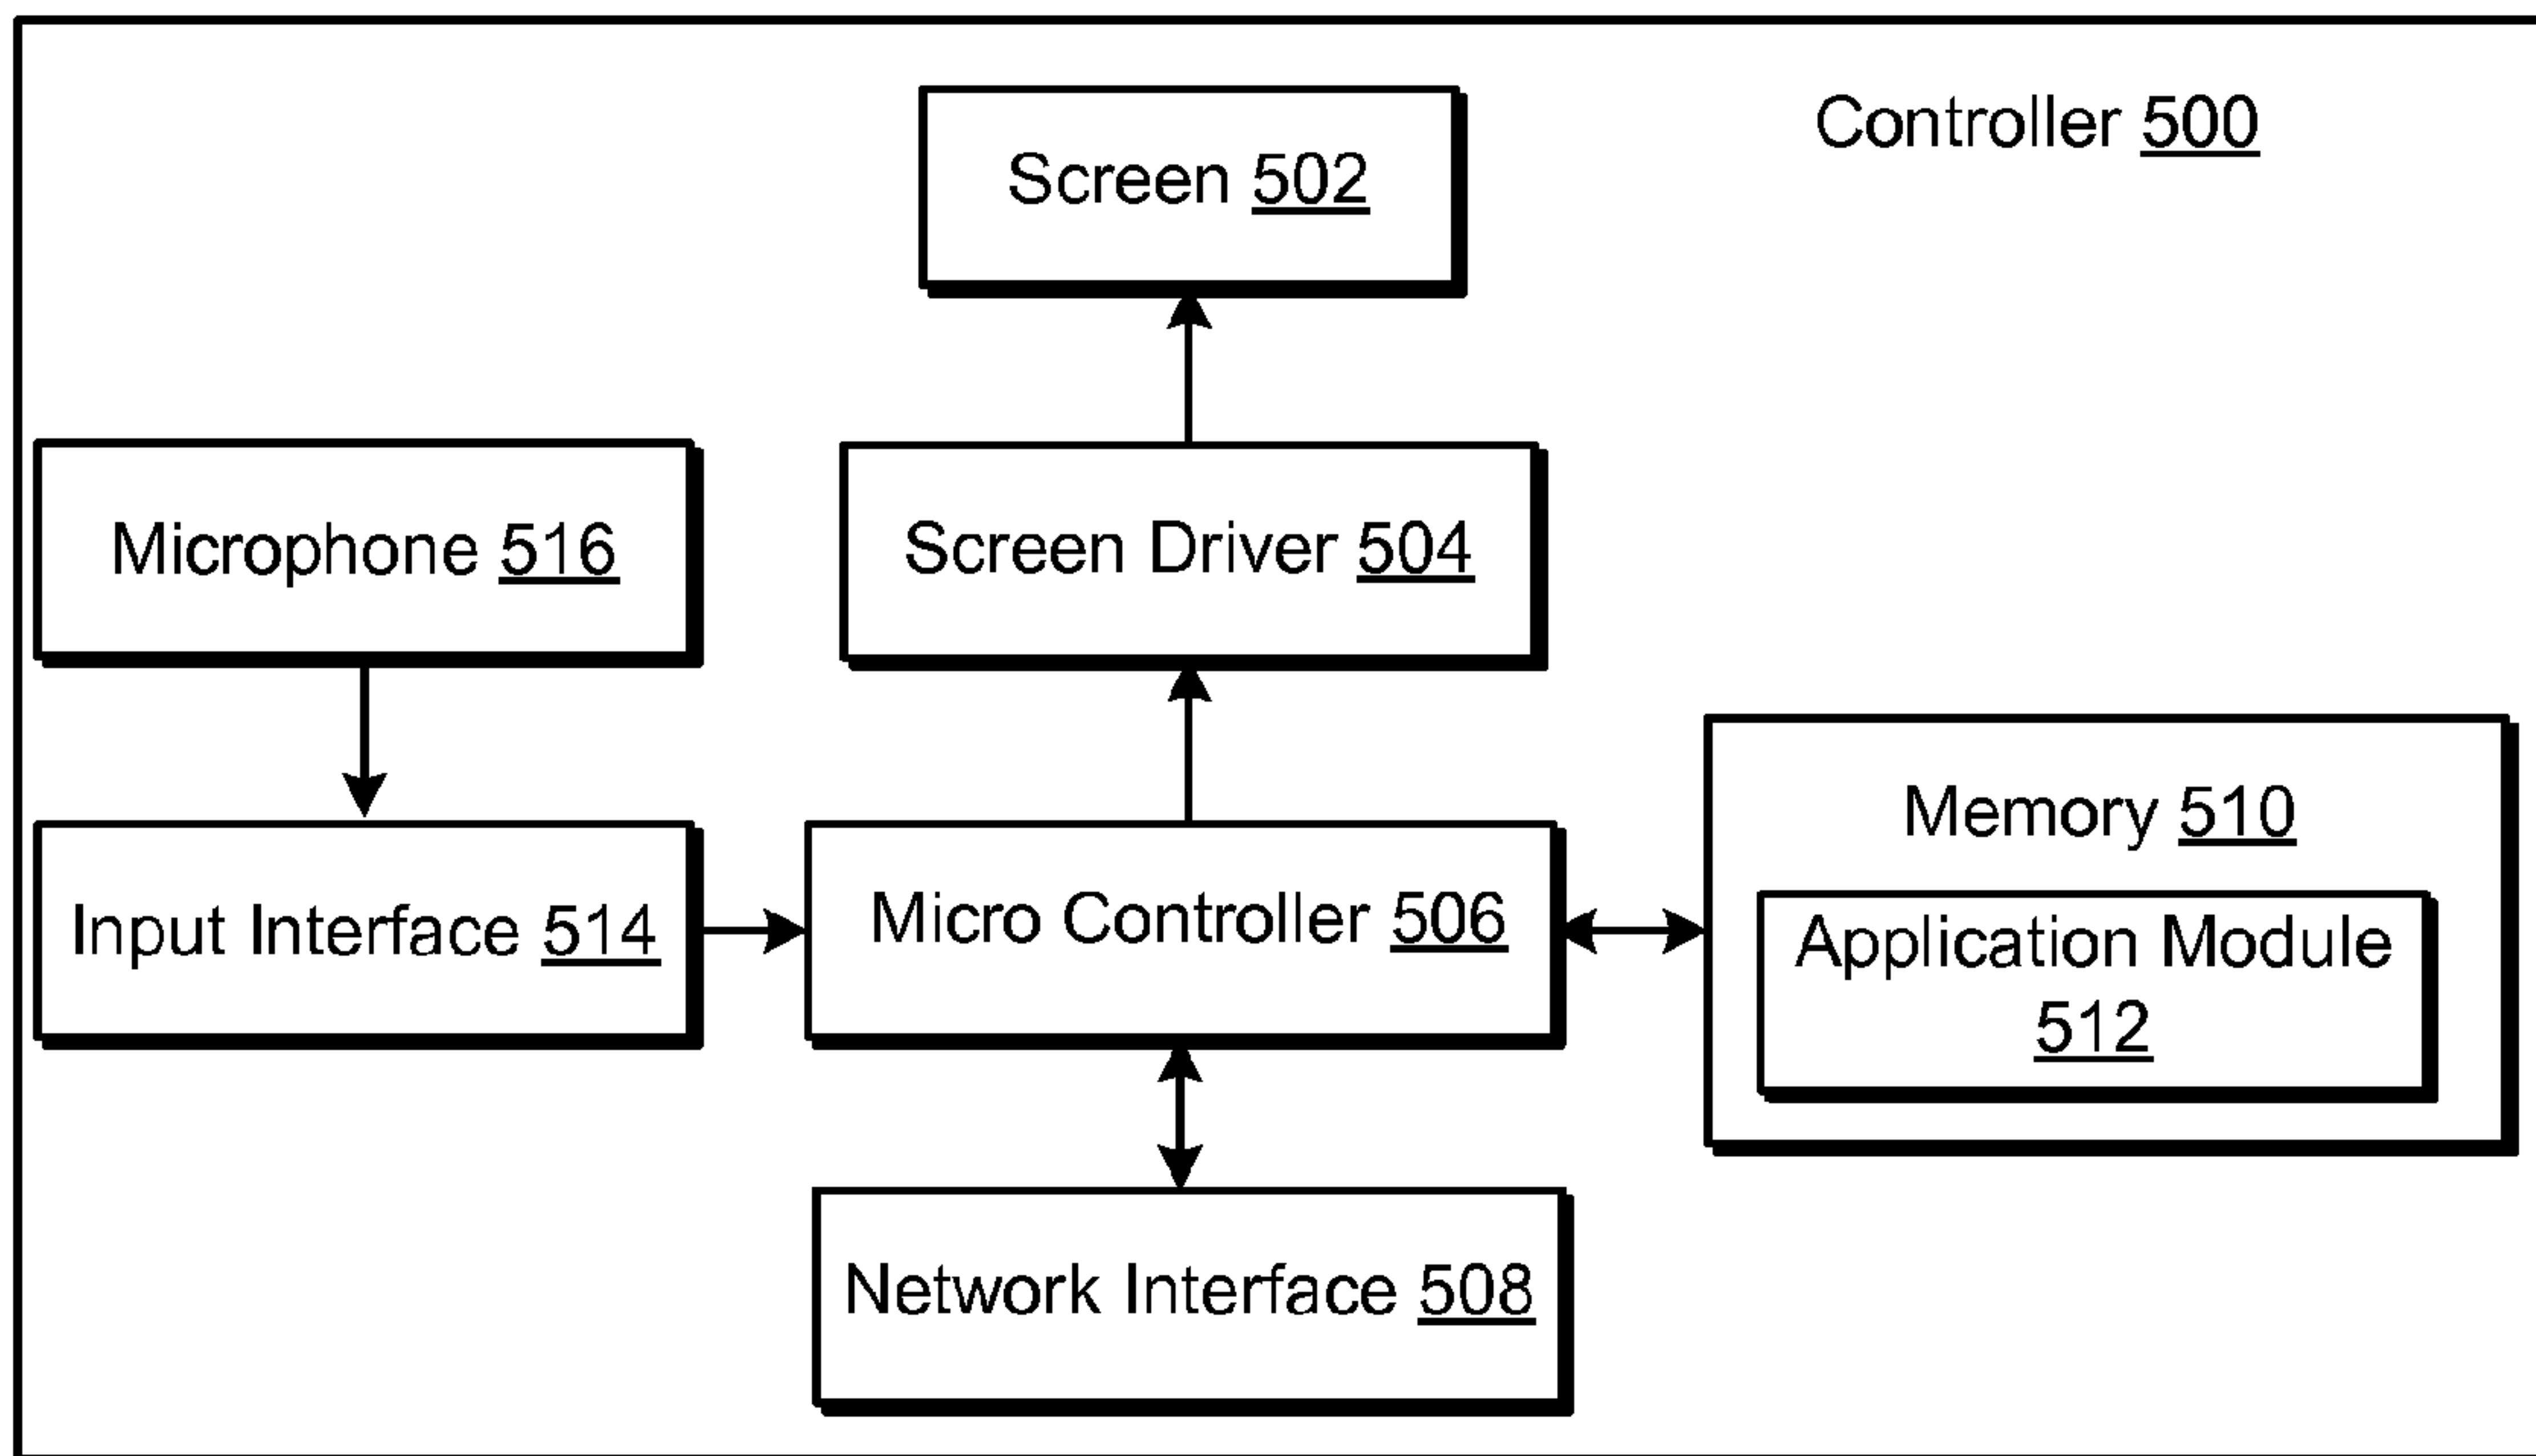 Controller 500
Screen 502
Microphone 516
Screen Driver 504
Memory 510
Input Interface 514
Micro Controller 506
Application Module
512
Network Interface 508